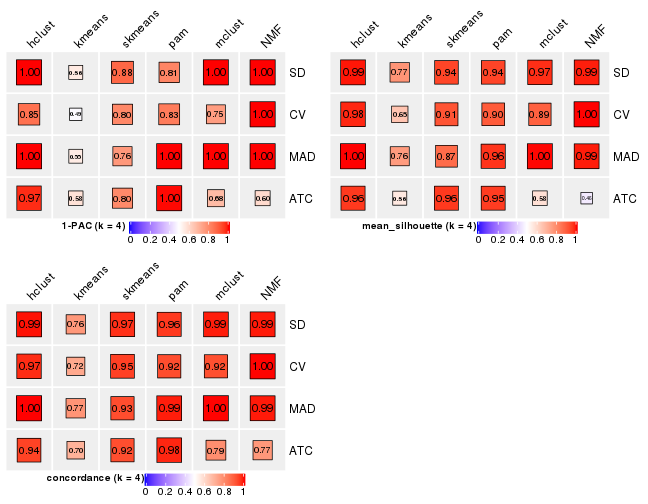 hclust kmeans skmeans pam mclust NMF
1.00 0.56 0.88 0.81 1.00 1.00 SD
0.85 0.49 0.80 0.83 0.75 1.00 CV
1.00 0.55 0.76 1.00 1.00 1.00 MAD
0.97 0.58 0.80 1.00 0.68 0.60 ATC
1-PAC (k = 4)
0 0.2 0.4 0.6 0.8 1
hclust kmeans skmeans pam mclust NMF
0.99 0.77 0.94 0.94 0.97 0.99 SD
0.98 0.65 0.91 0.90 0.89 1.00 CV
1.00 0.76 0.87 0.96 1.00 0.99 MAD
0.96 0.56 0.96 0.95 0.58 ATC
mean_silhouette (k = 4)
0 0.2 0.4 0.6 0.8 1
hclust kmeans skmeans pam mclust NMF
0.99 0.76 0.97 0.96 0.99 0.99 SD
0.97 0.72 0.95 0.92 0.92 1.00 CV
1.00 0.77 0.93 0.99 1.00 0.99 MAD
0.94 0.70 0.92 0.98 0.79 0.77 ATC
concordance (k = 4)
0 0.2 0.4 0.6 0.8 1